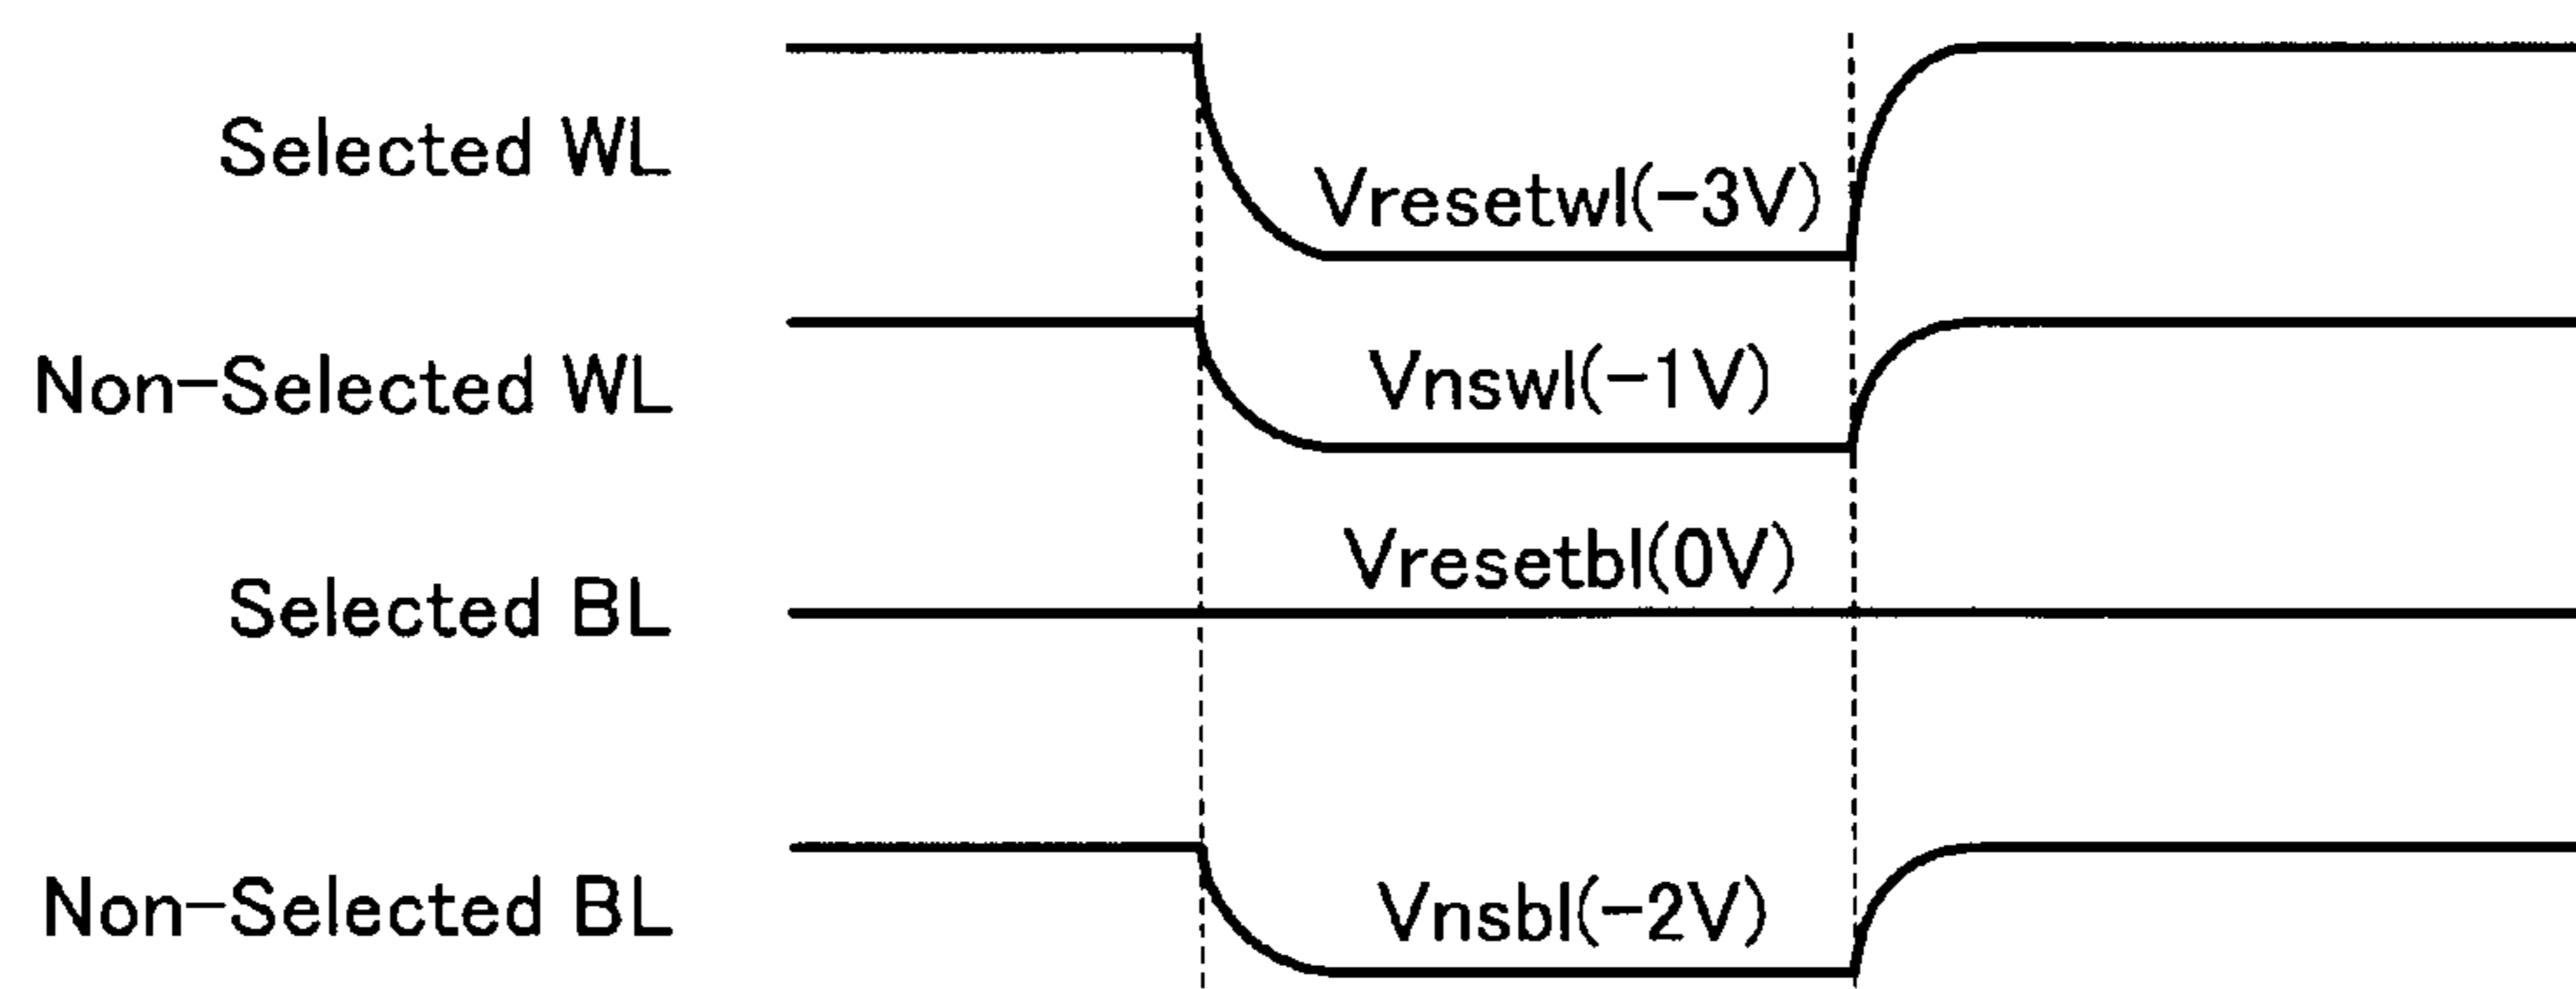 Selected WL
Vresetwl(-3V)
Non-Selected WL
Vnswl(-1V)
Vresetbl(0V)
Selected BL
Non-Selected BL
Vnsbl(-2V)